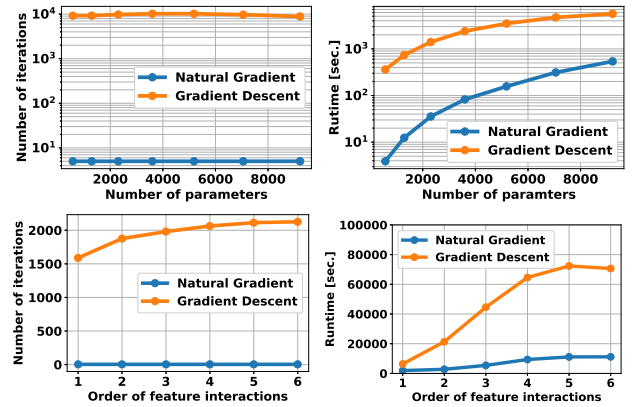 Number of iterations
10^4
10^3
10^2
10^1
Natural Gradient
Gradient Descent
2000 4000 6000 8000
Number of parameters
Rutime [sec.]
10^3
10^2
10^1
Natural Gradient
Gradient Descent
2000 4000 6000 8000
Number of paramters
Number of iterations
2000
1500
1000
500
0
Natural Gradient
Gradient Descent
1 2 3 4 5 6
Order of feature interactions
Runtime [sec.]
100000
80000
60000
40000
20000
0
Natural Gradient
Gradient Descent
1 2 3 4 5 6
Order of feature interactions